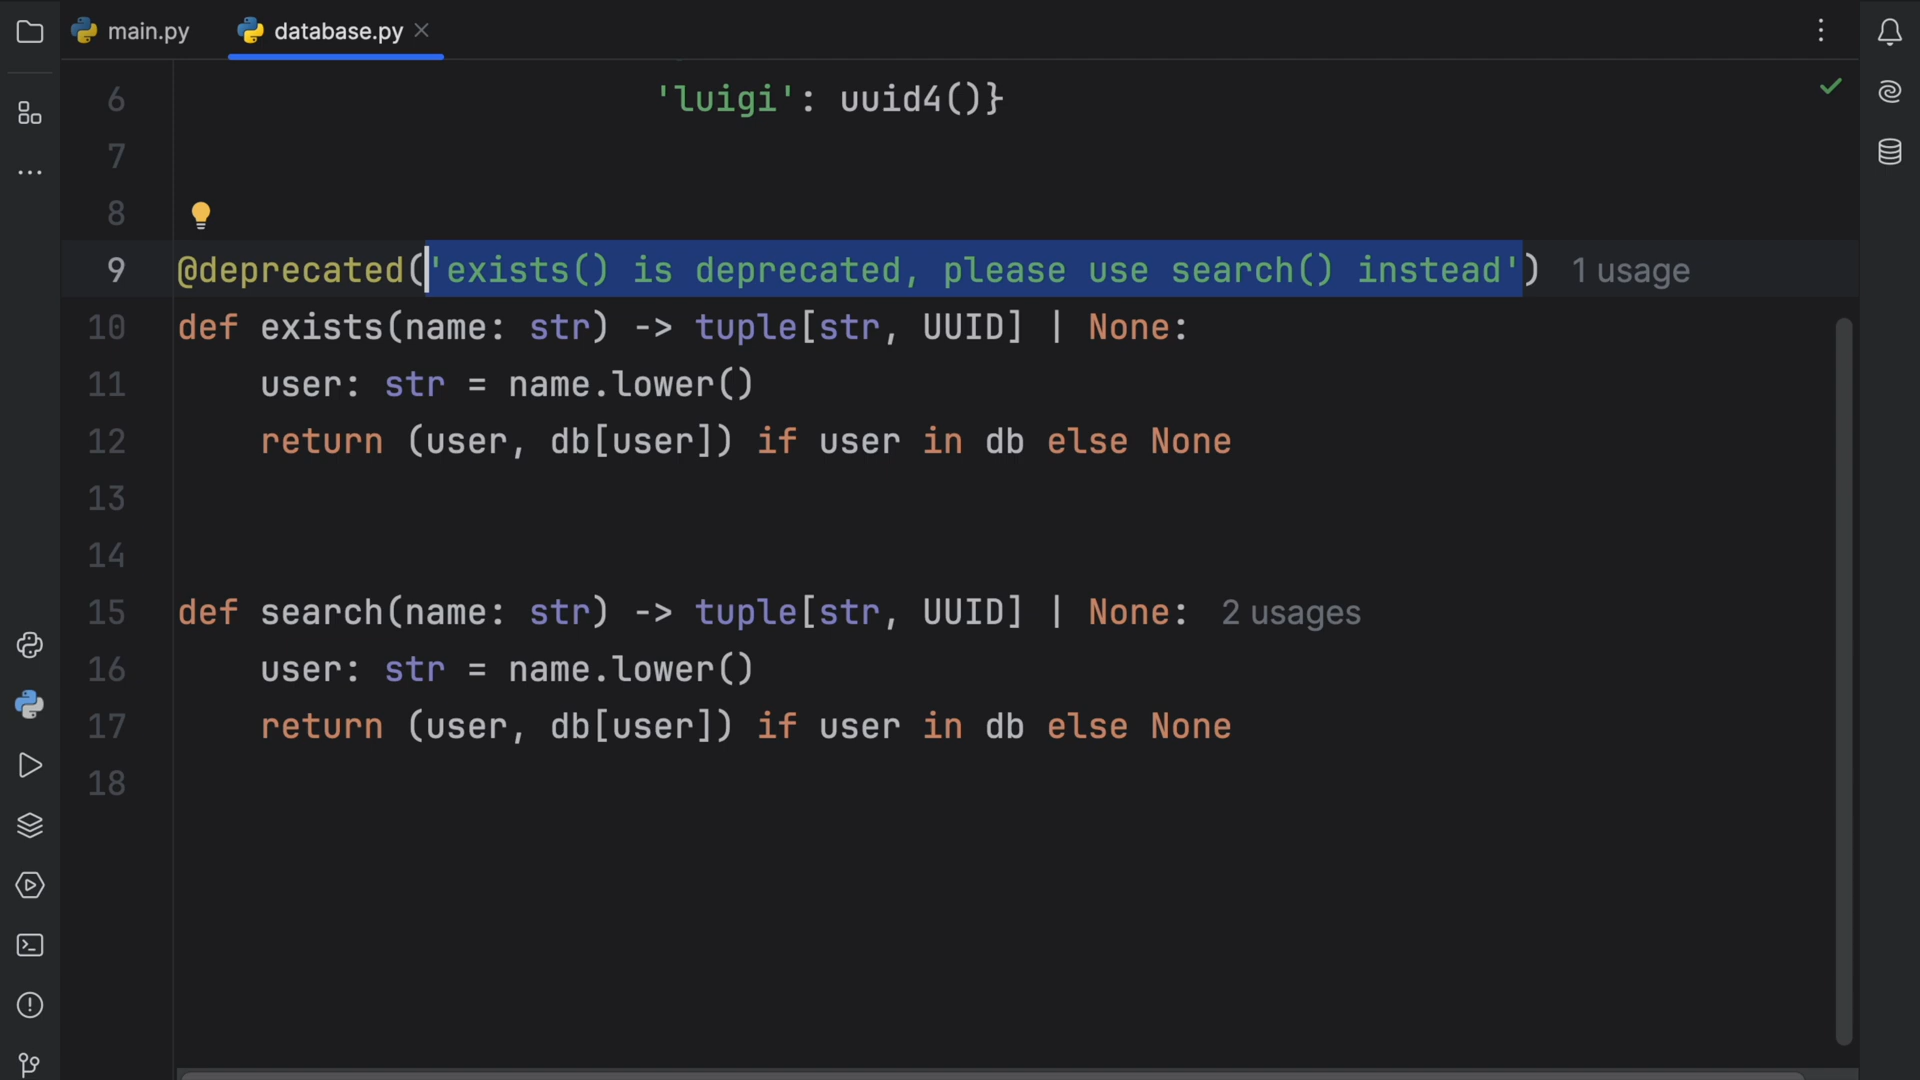 main.py
database.py
6 'luigi': uuid4()}
7
8
9 @deprecated('exists() is deprecated, please use search() instead') 1 usage
10 def exists(name: str) -> tuple[str, UUID] | None:
11 user: str = name.lower()
12 return (user, db[user]) if user in db else None
13
14
15 def search(name: str) -> tuple[str, UUID] | None: 2 usages
16 user: str = name.lower()
17 return (user, db[user]) if user in db else None
18